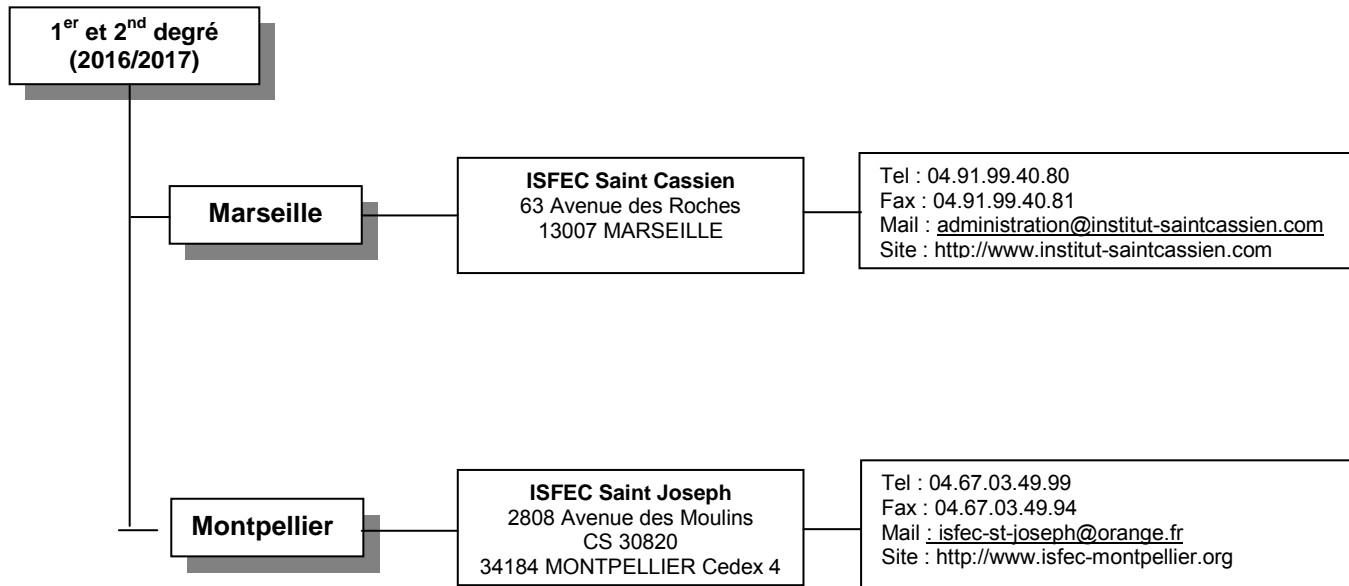 1er et 2nd degré
(2016/2017)
Marseille
ISFEC Saint Cassien
63 Avenue des Roches
13007 MARSEILLE
Tel : 04.91.99.40.80
Fax : 04.91.99.40.81
Mail : administration@institut-saintcassien.com
Site : http://www.institut-saintcassien.com
Montpellier
ISFEC Saint Joseph
2808 Avenue des Moulins
CS 30820
34184 MONTPELLIER Cedex 4
Tel : 04.67.03.49.99
Fax : 04.67.03.49.94
Mail : isfec-st-joseph@orange.fr
Site : http://www.isfec-montpellier.org